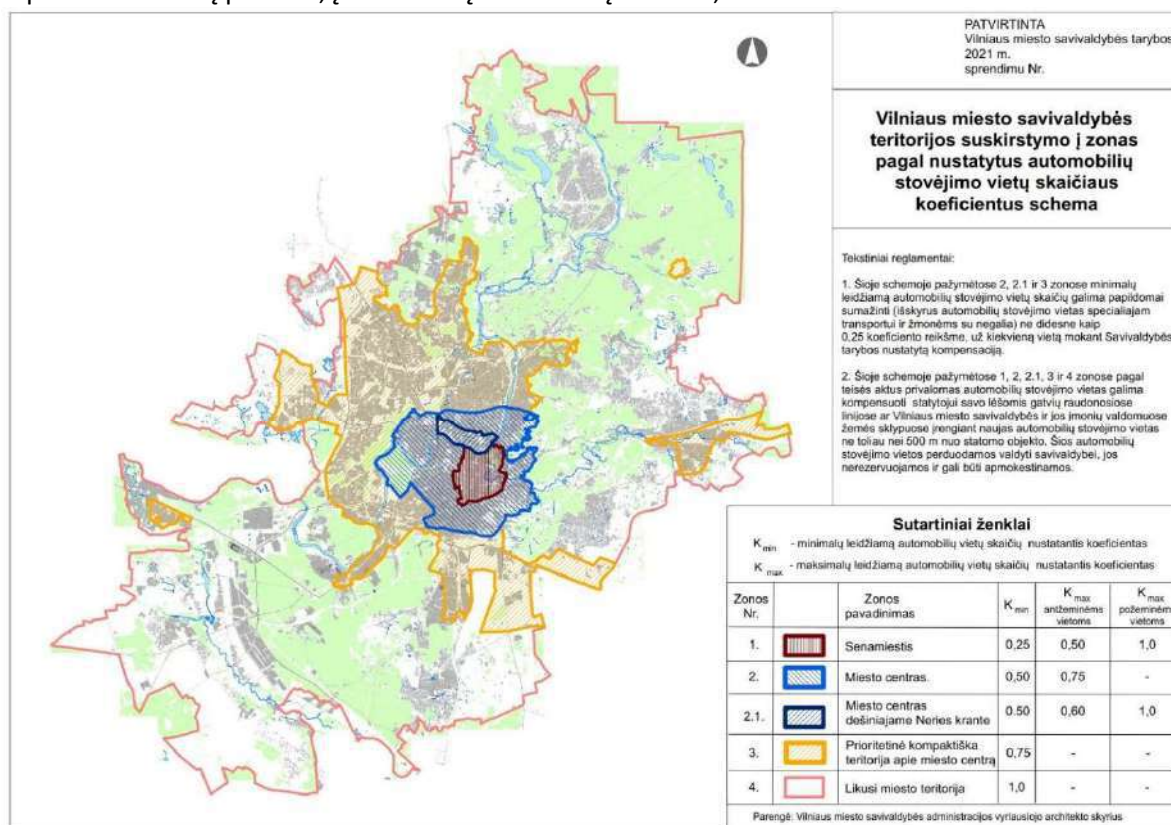 PATVIRTINTA
Vilniaus miesto savivaldybės tarybos
2021 m.
sprendimu Nr.
Vilniaus miesto savivaldybės
teritorijos suskirstymo į zonas
pagal nustatytus automobilių
stovėjimo vietų skaičiaus
koeficientus schema
Tekstiniai reglamentai:
1. Šioje schemoje pažymėtose 2, 2.1 ir 3 zonose minimalų
leidžiamą automobilių stovėjimo vietų skaičių galima papildomai
sumažinti (išskyrus automobilių stovėjimo vietas specialiajam
transportui ir žmonėms su negalia) ne didesne kaip
0,25 koeficiento reikšme, už kiekvieną vietą mokant Savivaldybės
tarybos nustatytą kompensaciją.
2. Šioje schemoje pažymėtose 1, 2, 2.1, 3 ir 4 zonose pagal
teisės aktus privalomas automobilių stovėjimo vietas galima
kompensuoti statytojui savo lėšomis gatvių raudonosiose
linijose ar Vilniaus miesto savivaldybės ir jos įmonių valdomuose
žemės sklypuose įrengiant naujas automobilių stovėjimo vietas
ne toliau nei 500 m nuo statomo objekto. Šios automobilių
stovėjimo vietos perduodamos valdyti savivaldybei, jos
nerezervuojamos ir gali būti apmokestinamos.
Sutartiniai ženklai
K min - minimalų leidžiamą automobilių vietų skaičių nustatantis koeficientas
K max - maksimalų leidžiamą automobilių vietų skaičių nustatantis koeficientas
Zonos Nr. Zonos pavadinimas K min K max antžeminėms vietoms K max požeminėms vietoms
1. Senamiestis 0,25 0,50 1,0
2. Miesto centras. 0,50 0,75 -
2.1. Miesto centras dešiniajame Neries krante 0.50 0,60 1,0
3. Prioritetinė kompaktiška teritorija apie miesto centrą 0,75 - -
4. Likusi miesto teritorija 1,0 - -
Parengė: Vilniaus miesto savivaldybės administracijos vyriausiojo architekto skyrius